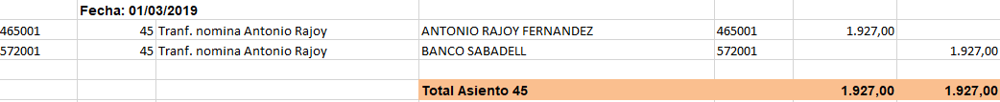 Fecha: 01/03/2019
465001 45 Tranf. nomina Antonio Rajoy ANTONIO RAJOY FERNANDEZ 465001 1.927,00
572001 45 Tranf. nomina Antonio Rajoy BANCO SABADELL 572001 1.927,00
Total Asiento 45 1.927,00 1.927,00